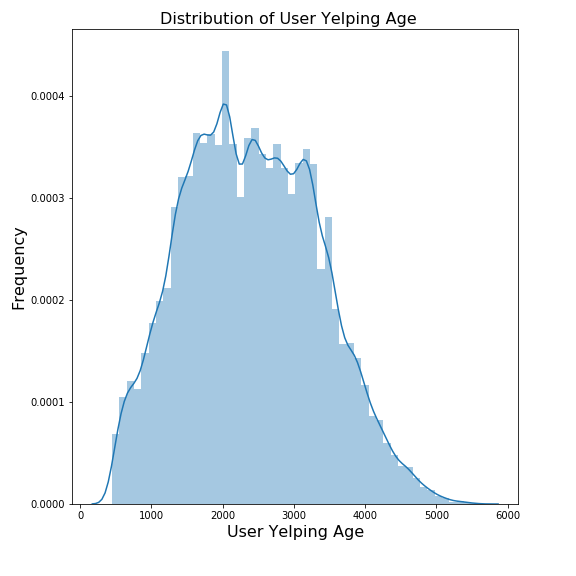 Distribution of User Yelping Age
Frequency
0.0004
0.0003
0.0002
0.0001
0.0000
0 1000 2000 3000 4000 5000 6000
User Yelping Age